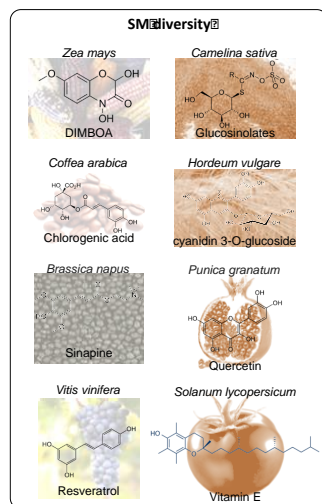 SM diversity
Zea mays
Camelina sativa
DIMBOA
Glucosinolates
Coffea arabica
Hordeum vulgare
Chlorogenic acid
cyanidin 3-O-glucoside
Brassica napus
Punica granatum
Sinapine
Quercetin
Vitis vinifera
Solanum lycopersicum
Resveratrol
Vitamin E